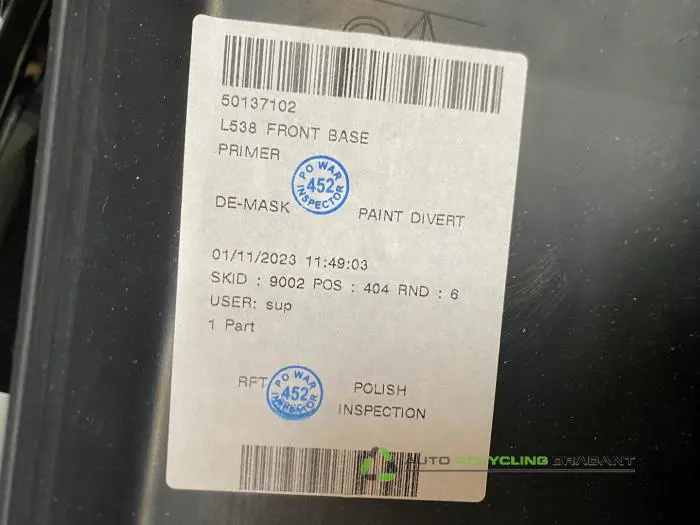 50137102
L538 FRONT BASE
PRIMER
PO WAR
452
INSPECTOR
DE-MASK PAINT DIVERT
01/11/2023 11:49:03
SKID : 9002 POS : 404 RND : 6
USER: sup
1 Part
RFT POLISH
PO WAR
452
INSPECTOR
INSPECTION
AUTO RECYCLING BRABANT